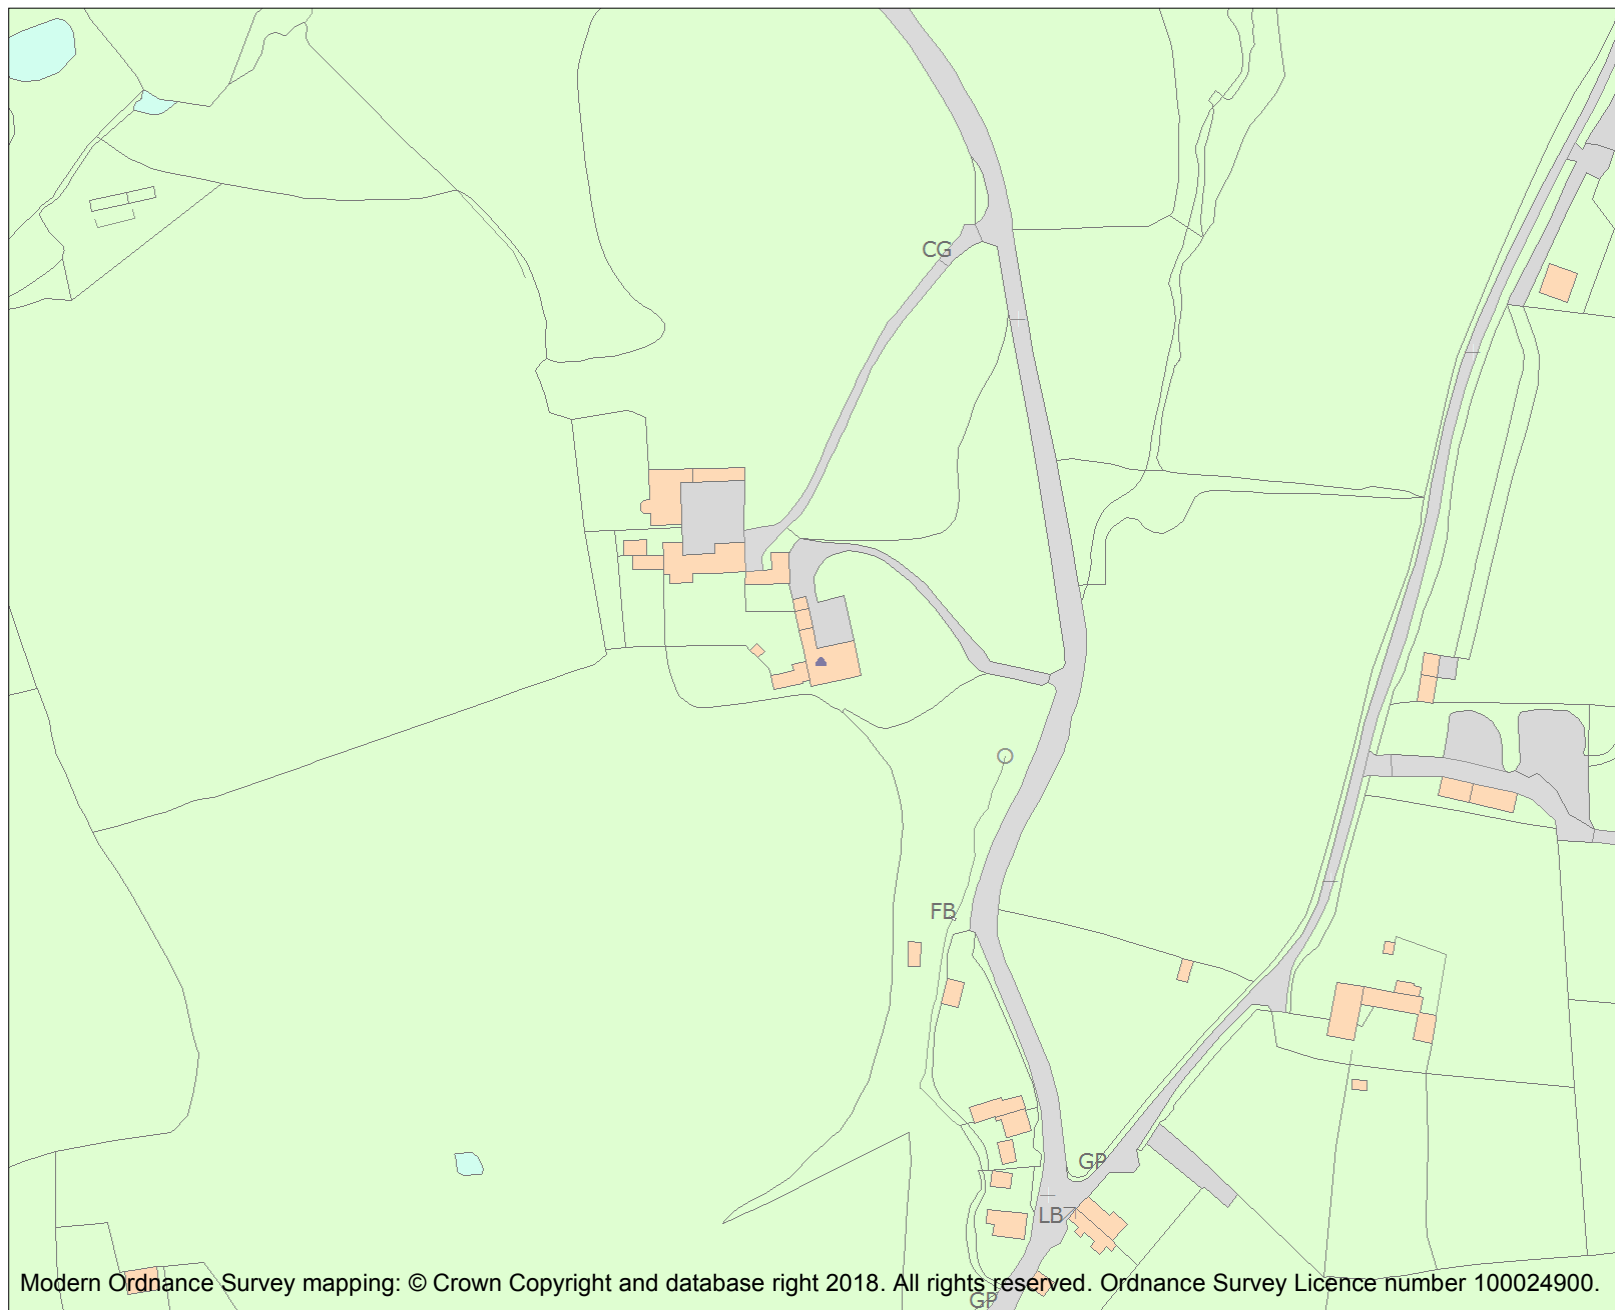 CG
FB
GP
LB
Modern Ordnance Survey mapping: © Crown Copyright and database right 2018. All rights reserved. Ordnance Survey Licence number 100024900.
GP